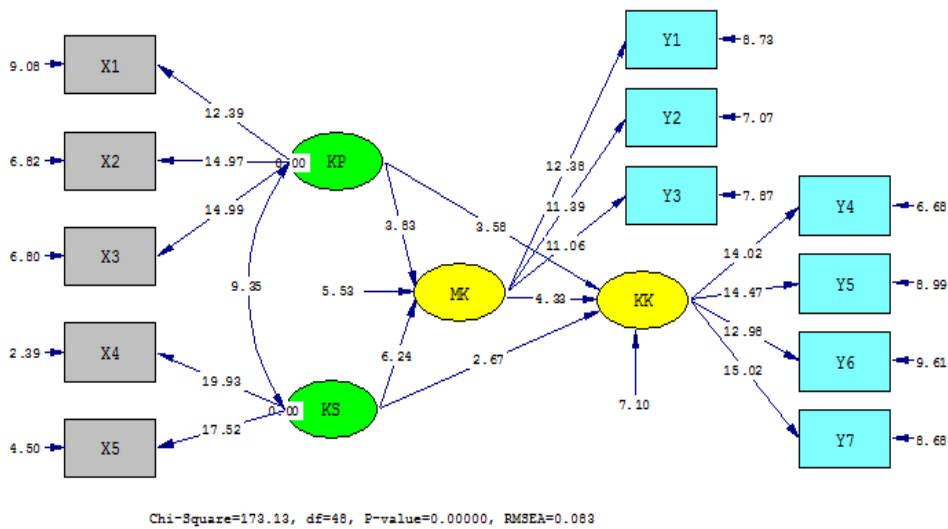 Y1
8.73
9.08
X1
12.39
Y2
7.07
6.82
X2
14.97
0.00
KP
12.38
11.39
Y3
7.87
14.99
3.83
3.58
11.06
Y4
6.68
6.80
X3
14.02
9.35
5.53
MK
4.33
KK
14.47
Y5
8.99
2.39
X4
6.24
2.67
12.98
Y6
9.61
19.93
15.02
0.00
KS
7.10
17.52
4.50
X5
Y7
8.68
Chi-Square=173.13, df=48, P-value=0.00000, RMSEA=0.083